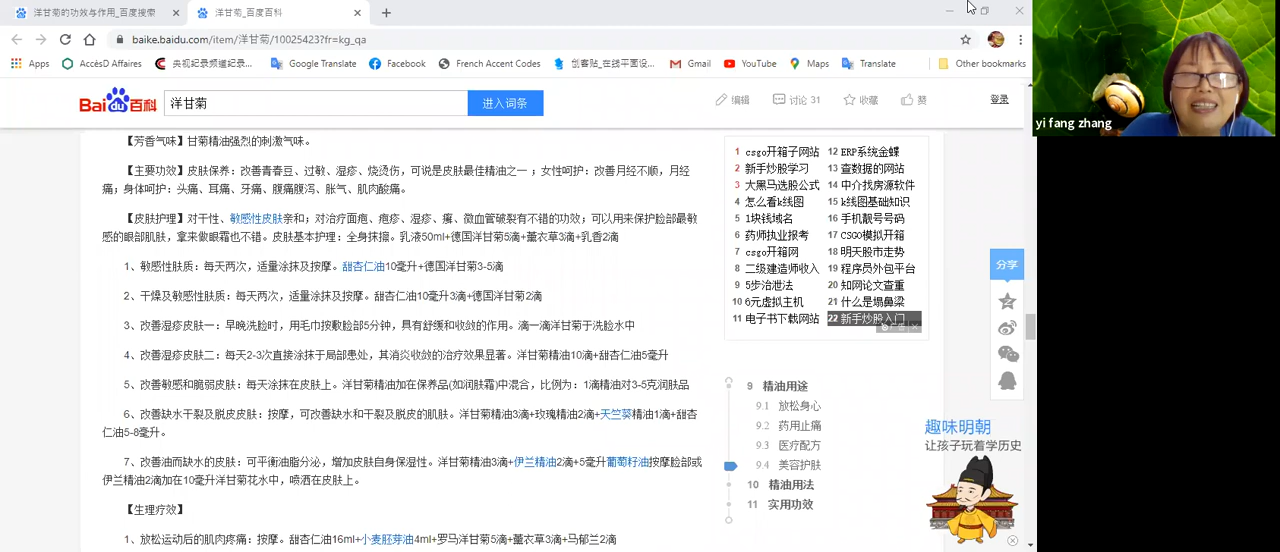 洋甘菊的功效与作用_百度搜索
洋甘菊_百度百科
baike.baidu.com/item/洋甘菊/10025423?fr=kg_qa
Apps
AccèsD Affaires
央视纪录频道纪录...
Google Translate
Facebook
French Accent Codes
创客贴_在线平面设...
Gmail
YouTube
Maps
Translate
Other bookmarks
yi fang zhang
Bai du 百科
洋甘菊
进入词条
编辑
讨论 31
收藏
赞
登录
【芳香气味】甘菊精油强烈的刺激气味。
【主要功效】皮肤保养：改善青春豆、过敏、湿疹、烧烫伤，可说是皮肤最佳精油之一；女性呵护：改善月经不顺，月经
痛；身体呵护：头痛、耳痛、牙痛、腹痛腹泻、胀气、肌肉酸痛。
【皮肤护理】对干性、敏感性皮肤亲和；对治疗面疱、疱疹、湿疹、癣、微血管破裂有不错的功效；可以用来保护脸部最敏
感的眼部肌肤，拿来做眼霜也不错。皮肤基本护理：全身抹擦。乳液50ml+德国洋甘菊5滴+薰衣草3滴+乳香2滴
1、敏感性肤质：每天两次，适量涂抹及按摩。甜杏仁油10毫升+德国洋甘菊3-5滴
2、干燥及敏感性肤质：每天两次，适量涂抹及按摩。甜杏仁油10毫升3滴+德国洋甘菊2滴
3、改善湿疹皮肤一：早晚洗脸时，用毛巾按敷脸部5分钟，具有舒缓和收敛的作用。滴一滴洋甘菊于洗脸水中
4、改善湿疹皮肤二：每天2-3次直接涂抹于局部患处，其消炎收敛的治疗效果显著。洋甘菊精油10滴+甜杏仁油5毫升
5、改善敏感和脆弱皮肤：每天涂抹在皮肤上。洋甘菊精油加在保养品(如润肤霜)中混合，比例为：1滴精油对3-5克润肤品
6、改善缺水干裂及脱皮皮肤：按摩，可改善缺水和干裂及脱皮的肌肤。洋甘菊精油3滴+玫瑰精油2滴+天竺葵精油1滴+甜杏
仁油5-8毫升。
7、改善油而缺水的皮肤：可平衡油脂分泌，增加皮肤自身保湿性。洋甘菊精油3滴+伊兰精油2滴+5毫升葡萄籽油按摩脸部或
伊兰精油2滴加在10毫升洋甘菊花水中，喷洒在皮肤上。
【生理疗效】
1、放松运动后的肌肉疼痛：按摩。甜杏仁油16ml+小麦胚芽油4ml+罗马洋甘菊5滴+薰衣草3滴+马郁兰2滴
1 csgo开箱子网站 12 ERP系统金蝶
2 新手炒股学习 13 查数据的网站
3 大黑马选股公式 14 中介找房源软件
4 怎么看k线图 15 k线图基础知识
5 1块钱域名 16 手机靓号号码
6 药师执业报考 17 CSGO模拟开箱
7 csgo开箱网 18 明天股市走势
8 二级建造师收入 19 程序员外包平台
9 5步治泄法 20 知网论文查重
10 6元虚拟主机 21 什么是塌鼻梁
11 电子书下载网站 22 新手炒股入门
广告
分享
9 精油用途
9.1 放松身心
9.2 药用止痛
9.3 医疗配方
9.4 美容护肤
10 精油用法
11 实用功效
趣味明朝
让孩子玩着学历史